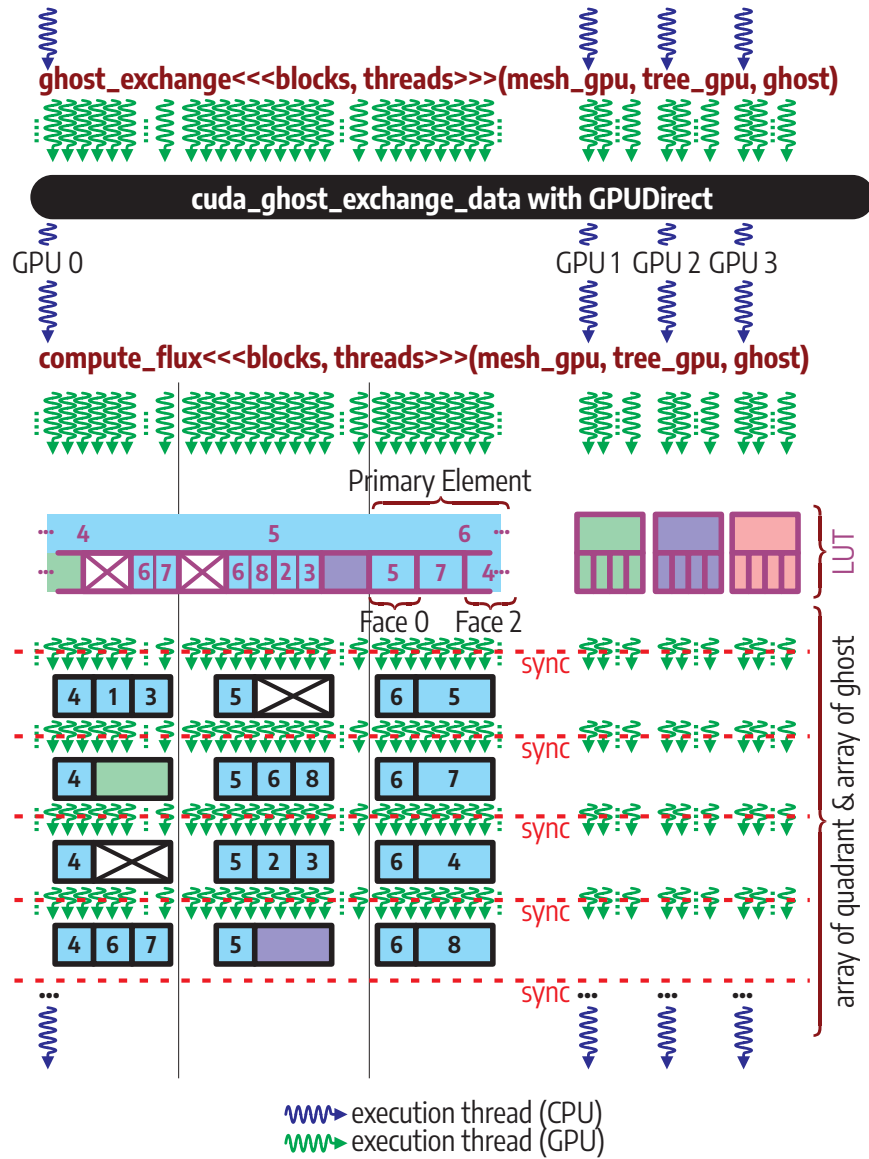 ghost_exchange<<<blocks, threads>>>(mesh_gpu, tree_gpu, ghost)
cuda_ghost_exchange_data with GPUDirect
GPU 0 GPU 1 GPU 2 GPU 3
compute_flux<<<blocks, threads>>>(mesh_gpu, tree_gpu, ghost)
Primary Element
... 4 5 6 ...
... 6 7 6 8 2 3 5 7 4 ...
LUT
Face 0 Face 2
sync
4 1 3 5 6 5
sync
4 5 6 8 6 7
sync
4 5 2 3 6 4
sync
4 6 7 5 6 8
sync
... ... ... ...
array of quadrant & array of ghost
execution thread (CPU)
execution thread (GPU)